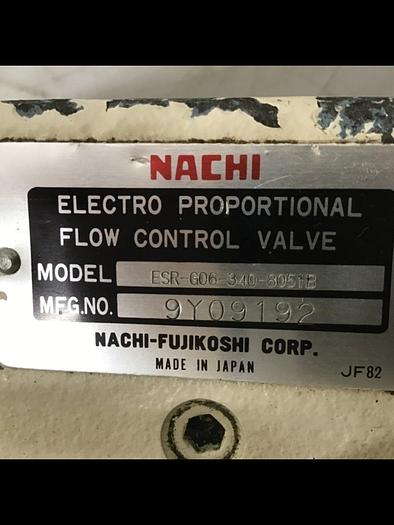 NACHI
ELECTRO PROPORTIONAL
FLOW CONTROL VALVE
MODEL ESR-G06-340-8051B
MFG.NO. 9Y09192
NACHI-FUJIKOSHI CORP.
MADE IN JAPAN JF82